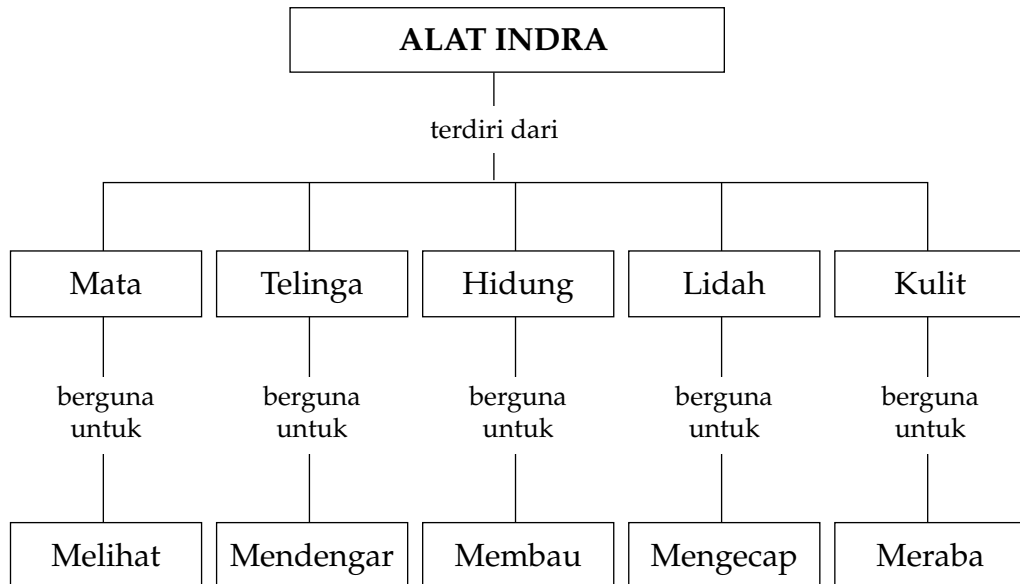 ALAT INDRA
terdiri dari
Mata
Telinga
Hidung
Lidah
Kulit
berguna
untuk
berguna
untuk
berguna
untuk
berguna
untuk
berguna
untuk
Melihat
Mendengar
Membau
Mengecap
Meraba